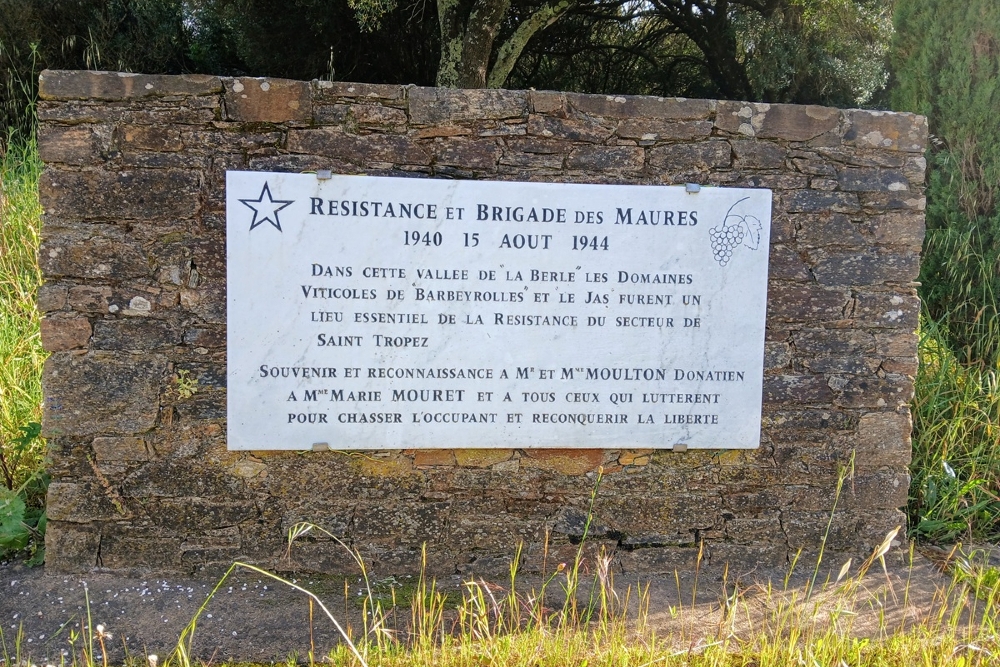 RESISTANCE ET BRIGADE DES MAURES
1940 15 AOUT 1944
DANS CETTE VALLEE DE "LA BERLE" LES DOMAINES
VITICOLES DE "BARBEYROLLES" ET LE JAS FURENT UN
LIEU ESSENTIEL DE LA RESISTANCE DU SECTEUR DE
SAINT TROPEZ
SOUVENIR ET RECONNAISSANCE A MR ET MME MOULTON DONATIEN
A MME MARIE MOURET ET A TOUS CEUX QUI LUTTERENT
POUR CHASSER L'OCCUPANT ET RECONQUERIR LA LIBERTE